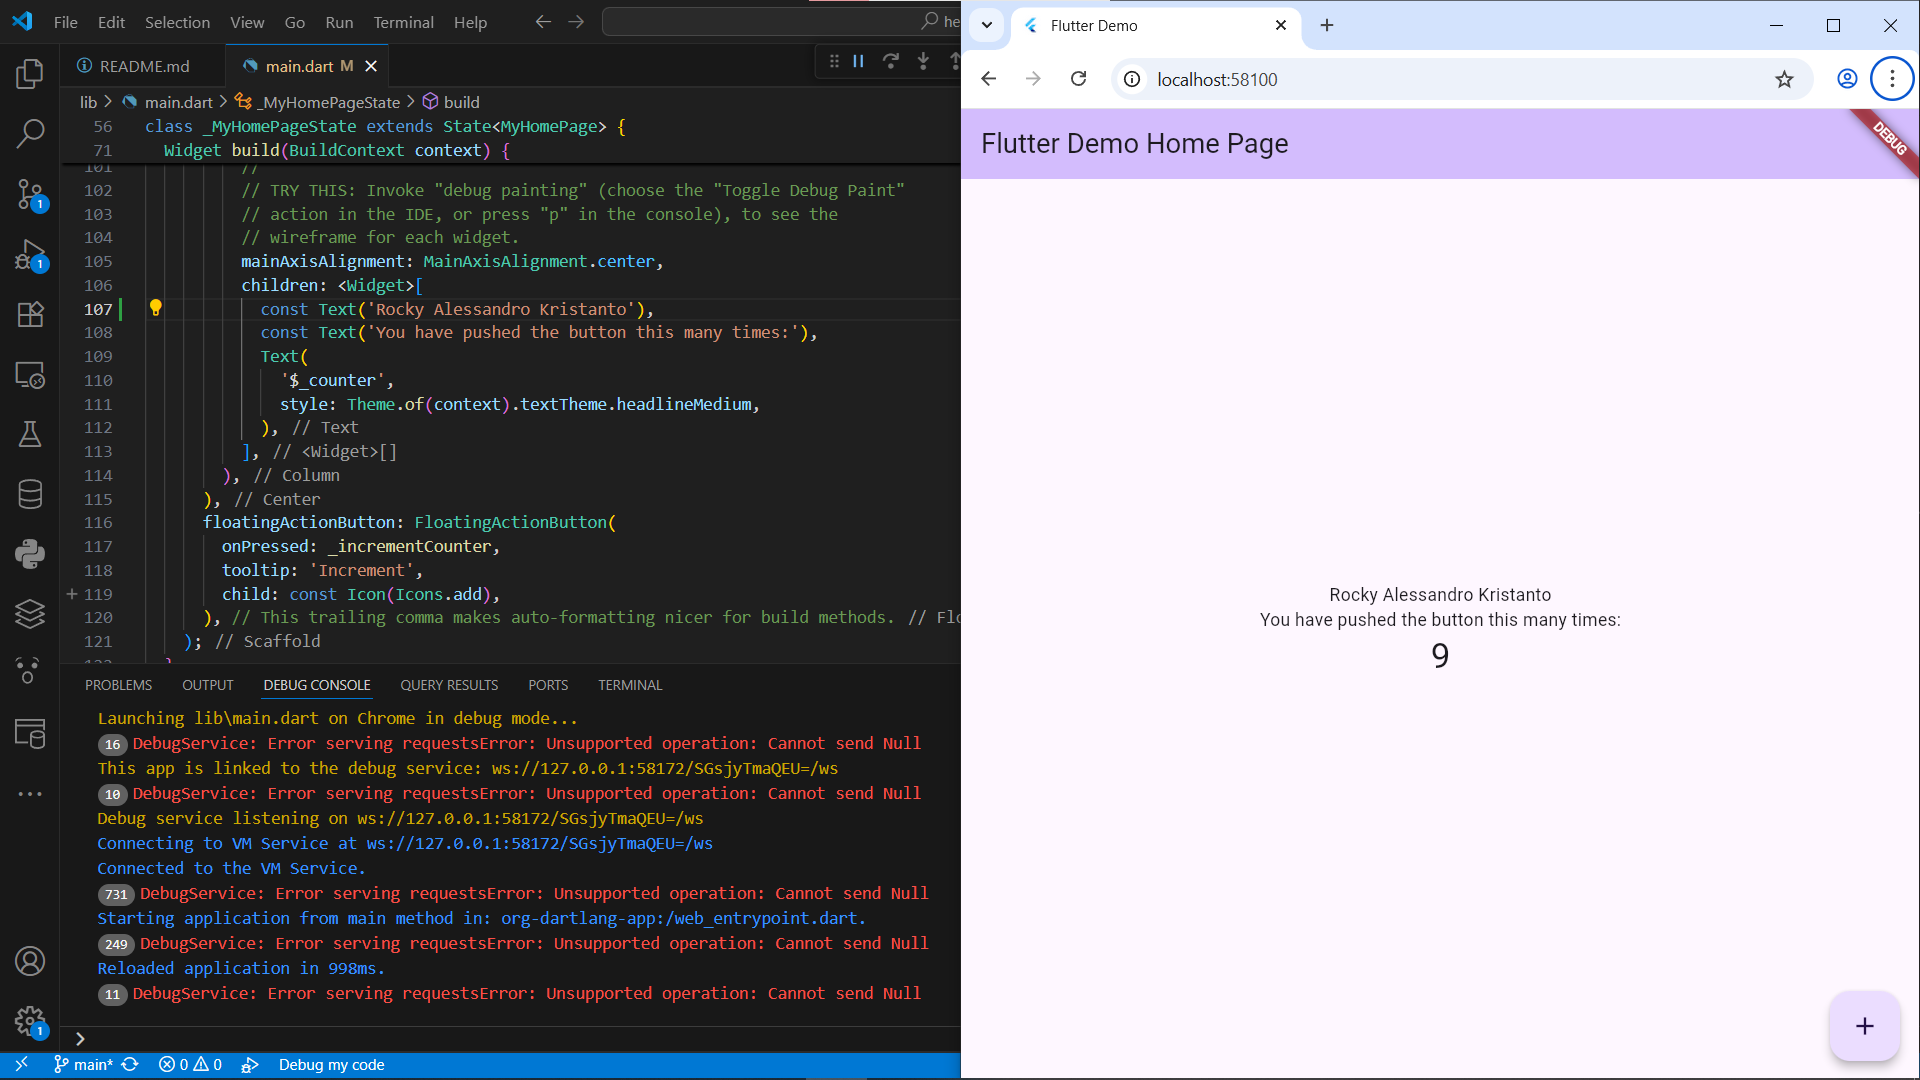 File Edit Selection View Go Run Terminal Help
he
README.md
main.dart M
lib > main.dart > _MyHomePageState > build
56 class _MyHomePageState extends State<MyHomePage> {
71 Widget build(BuildContext context) {
101 //
102 // TRY THIS: Invoke "debug painting" (choose the "Toggle Debug Paint"
103 // action in the IDE, or press "p" in the console), to see the
104 // wireframe for each widget.
105 mainAxisAlignment: MainAxisAlignment.center,
106 children: <Widget>[
107 const Text('Rocky Alessandro Kristanto'),
108 const Text('You have pushed the button this many times:'),
109 Text(
110 '$_counter',
111 style: Theme.of(context).textTheme.headlineMedium,
112 ), // Text
113 ], // <Widget>[]
114 ), // Column
115 ), // Center
116 floatingActionButton: FloatingActionButton(
117 onPressed: _incrementCounter,
118 tooltip: 'Increment',
119 child: const Icon(Icons.add),
120 ), // This trailing comma makes auto-formatting nicer for build methods. // Flo
121 ); // Scaffold
122 }
PROBLEMS OUTPUT DEBUG CONSOLE QUERY RESULTS PORTS TERMINAL
Launching lib\main.dart on Chrome in debug mode...
16 DebugService: Error serving requestsError: Unsupported operation: Cannot send Null
This app is linked to the debug service: ws://127.0.0.1:58172/SGsjyTmaQEU=/ws
10 DebugService: Error serving requestsError: Unsupported operation: Cannot send Null
Debug service listening on ws://127.0.0.1:58172/SGsjyTmaQEU=/ws
Connecting to VM Service at ws://127.0.0.1:58172/SGsjyTmaQEU=/ws
Connected to the VM Service.
731 DebugService: Error serving requestsError: Unsupported operation: Cannot send Null
Starting application from main method in: org-dartlang-app:/web_entrypoint.dart.
249 DebugService: Error serving requestsError: Unsupported operation: Cannot send Null
Reloaded application in 998ms.
11 DebugService: Error serving requestsError: Unsupported operation: Cannot send Null
>
1
1
1
main* 0 0 Debug my code
Flutter Demo
localhost:58100
Flutter Demo Home Page
DEBUG
Rocky Alessandro Kristanto
You have pushed the button this many times:
9
+